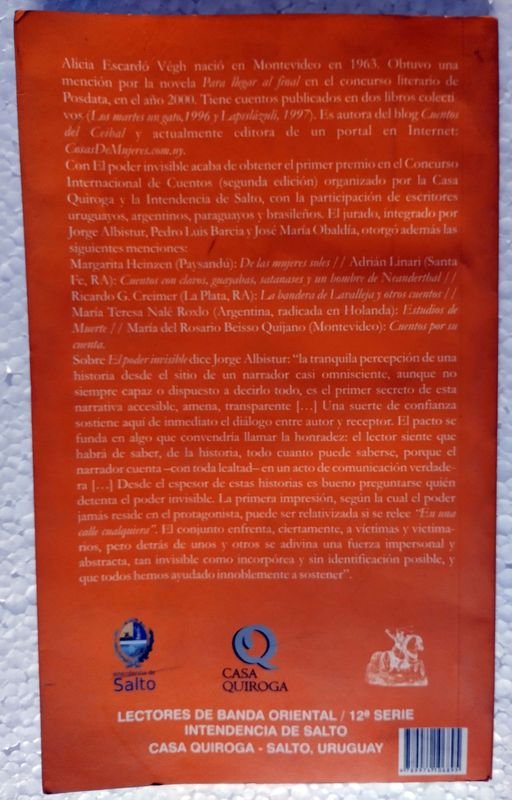 Alicia Escardó Végh nació en Montevideo en 1963. Obtuvo una
mención por la novela Para llegar al final en el concurso literario de
Posdata, en el año 2000. Tiene cuentos publicados en dos libros colecti
vos (Los martes un gato,1996 y Lapislázuli, 1997). Es autora del blog Cuentos
del Ceibal y actualmente editora de un portal en Internet:
CosasDeMujeres.com.uy.
Con El poder invisible acaba de obtener el primer premio en el Concurso
Internacional de Cuentos (segunda edición) organizado por la Casa
Quiroga y la Intendencia de Salto, con la participación de escritores
uruguayos, argentinos, paraguayos y brasileños. El jurado, integrado por
Jorge Albistur, Pedro Luis Barcia y José María Obaldía, otorgó además las
siguientes menciones:
Margarita Heinzen (Paysandú): De las mujeres solas // Adrián Linari (Santa
Fe, RA): Cuentos con clavos, guayabas, satanases y un hombre de Neanderthal //
Ricardo G. Creimer (La Plata, RA): La bandera de Lavalleja y otros cuentos //
María Teresa Nalé Roxlo (Argentina, radicada en Holanda): Estudios de
Muerte // María del Rosario Beisso Quijano (Montevideo): Cuentos por su
cuenta.
Sobre El poder invisible dice Jorge Albistur: "la tranquila percepción de una
historia desde el sitio de un narrador casi omnisciente, aunque no
siempre capaz o dispuesto a decirlo todo, es el primer secreto de esta
narrativa accesible, amena, transparente [...] Una suerte de confianza
sostiene aquí de inmediato el diálogo entre autor y receptor. El pacto se
funda en algo que convendría llamar la honradez: el lector siente que
habrá de saber, de la historia, todo cuanto puede saberse, porque el
narrador cuenta –con toda lealtad– en un acto de comunicación verdade-
ra [...] Desde el espesor de estas historias es bueno preguntarse quién
detenta el poder invisible. La primera impresión, según la cual el poder
jamás reside en el protagonista, puede ser relativizada si se relee "En una
calle cualquiera". El conjunto enfrenta, ciertamente, a víctimas y victima-
rios, pero detrás de unos y otros se adivina una fuerza impersonal y
abstracta, tan invisible como incorpórea y sin identificación posible, y
que todos hemos ayudado innoblemente a sostener".
Intendencia de
Salto
CASA
QUIROGA
LECTORES DE BANDA ORIENTAL / 12ª SERIE
INTENDENCIA DE SALTO
CASA QUIROGA - SALTO, URUGUAY